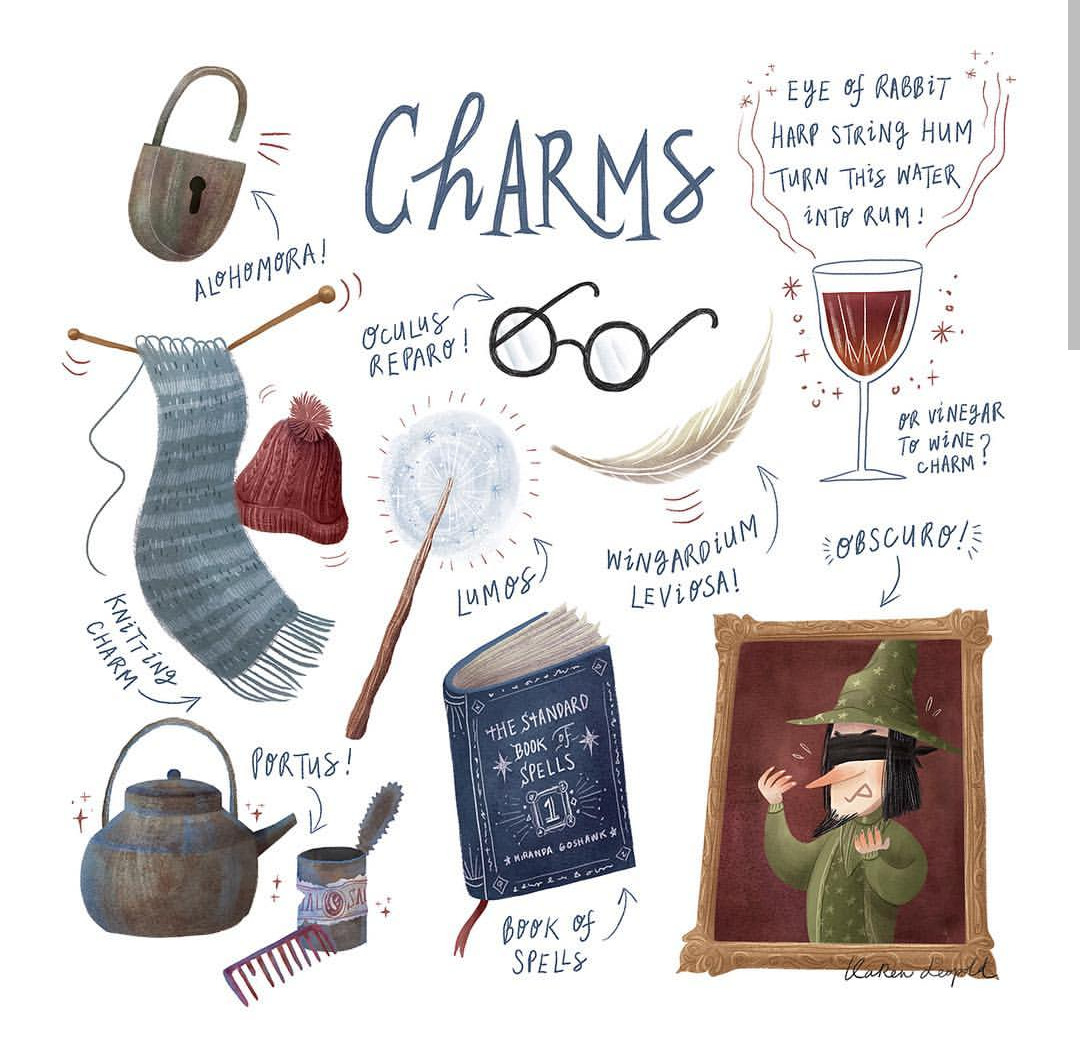 CHARMS
EYE of RABBIT
HARP STRING HUM
TURN THIS WATER
INTO RUM!
ALOHOMORA!
OCULUS
REPARO!
OR VINEGAR
TO WINE
CHARM?
LUMOS
WINGARDIUM
LEVIOSA!
OBSCURO!
KNITTING
CHARM
PORTUS!
THE STANDARD
BOOK OF
SPELLS
1
MIRANDA GOSHAWK
BOOK of
SPELLS
Karen Leopold